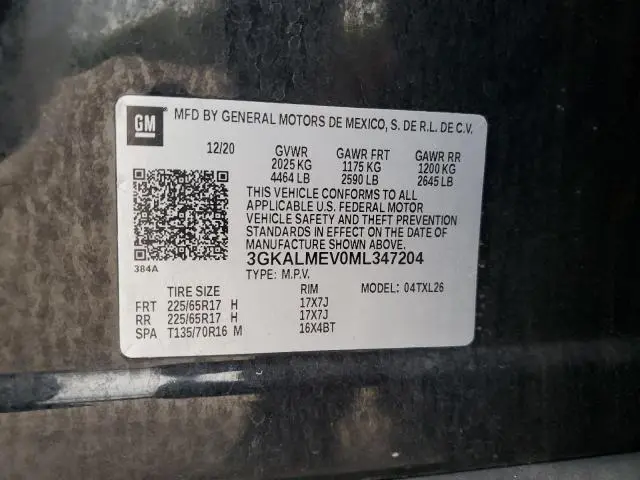 GM
MFD BY GENERAL MOTORS DE MEXICO, S. DE R.L. DE C.V.
12/20 GVWR GAWR FRT GAWR RR
2025 KG 1175 KG 1200 KG
4464 LB 2590 LB 2645 LB
THIS VEHICLE CONFORMS TO ALL
APPLICABLE U.S. FEDERAL MOTOR
VEHICLE SAFETY AND THEFT PREVENTION
STANDARDS IN EFFECT ON THE DATE OF
MANUFACTURE SHOWN ABOVE.
384A 3GKALMEV0ML347204
TYPE: M.P.V.
TIRE SIZE RIM MODEL: 04TXL26
FRT 225/65R17 H 17X7J
RR 225/65R17 H 17X7J
SPA T135/70R16 M 16X4BT